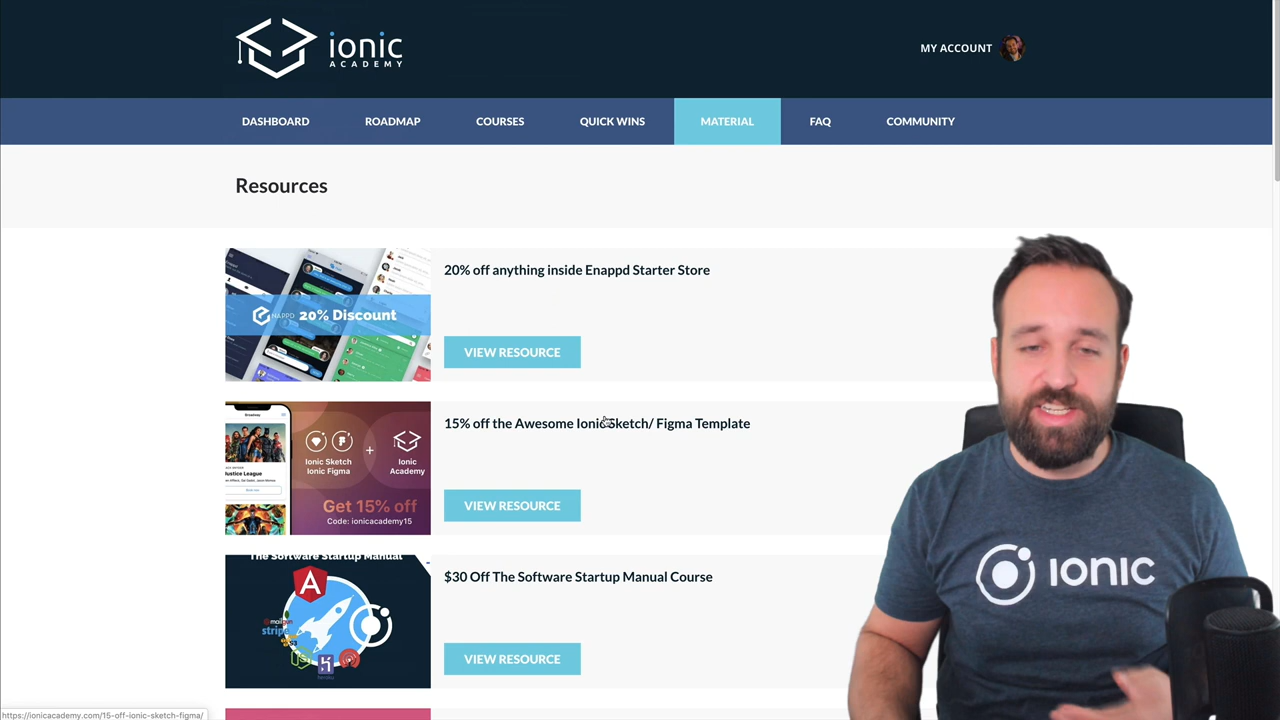 ionic
ACADEMY
MY ACCOUNT
DASHBOARD
ROADMAP
COURSES
QUICK WINS
MATERIAL
FAQ
COMMUNITY
Resources
NAPPD 20% Discount
20% off anything inside Enappd Starter Store
VIEW RESOURCE
Broadway
Justice League
Ionic Sketch
Ionic Figma
+
Ionic
Academy
Get 15% off
Code: ionicacademy15
15% off the Awesome Ionic Sketch/ Figma Template
VIEW RESOURCE
The Software Startup Manual
stripe
$30 Off The Software Startup Manual Course
VIEW RESOURCE
IONIC
https://ionicacademy.com/15-off-ionic-sketch-figma/